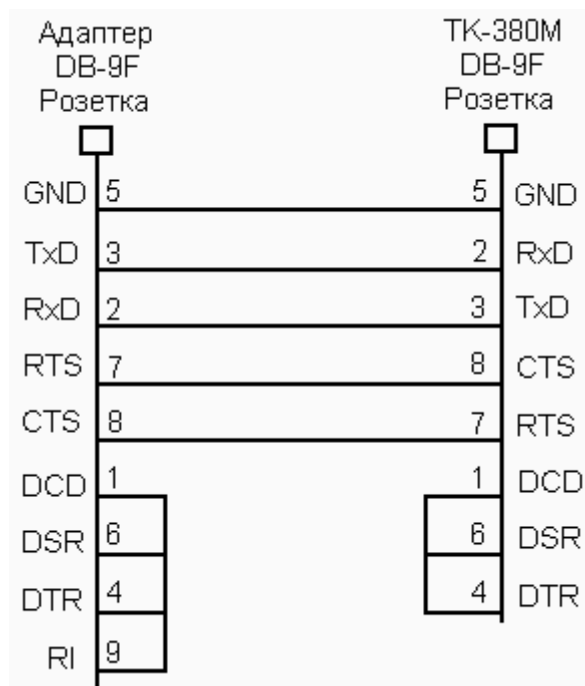 Адаптер
DB-9F
Розетка
TK-380M
DB-9F
Розетка
GND 5 5 GND
TxD 3 2 RxD
RxD 2 3 TxD
RTS 7 8 CTS
CTS 8 7 RTS
DCD 1 1 DCD
DSR 6 6 DSR
DTR 4 4 DTR
RI 9